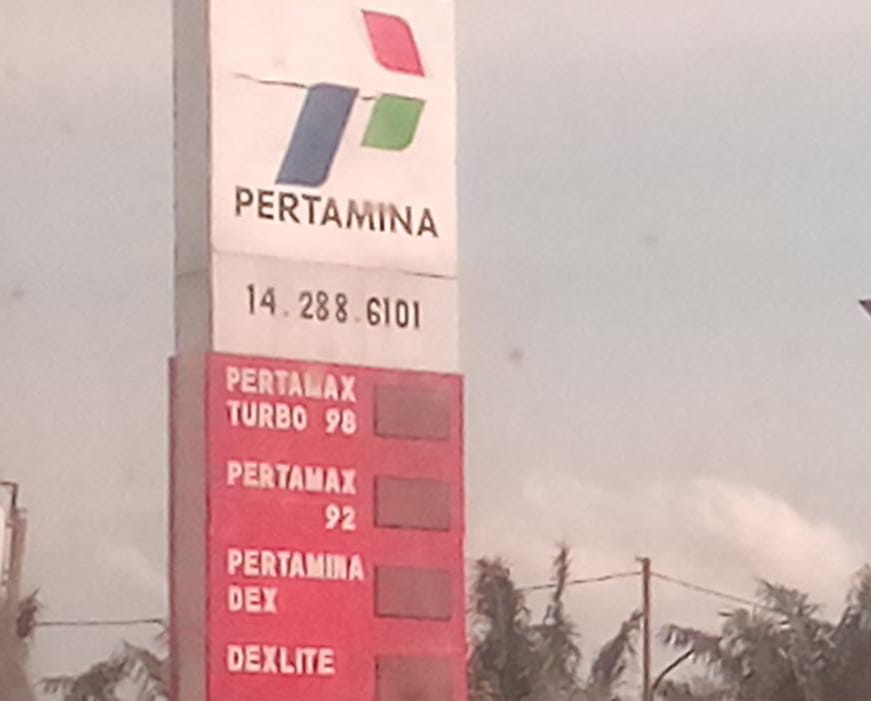 PERTAMINA
14.288.6101
PERTAMAX
TURBO 98
PERTAMAX
92
PERTAMINA
DEX
DEXLITE